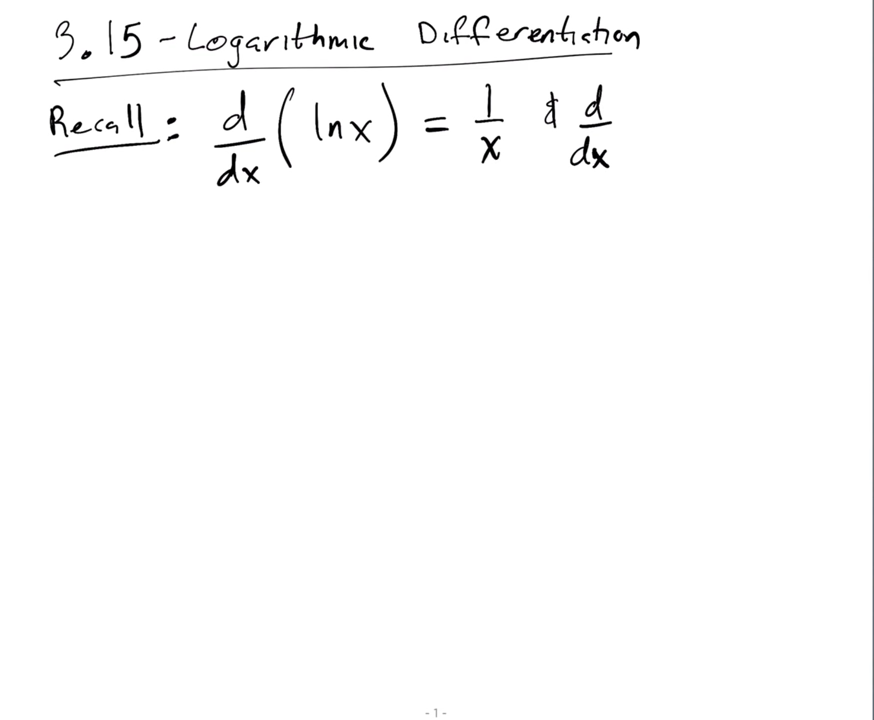 3.15 - Logarithmic Differentiation
Recall: d/dx (ln x) = 1/x & d/dx
- 1 -